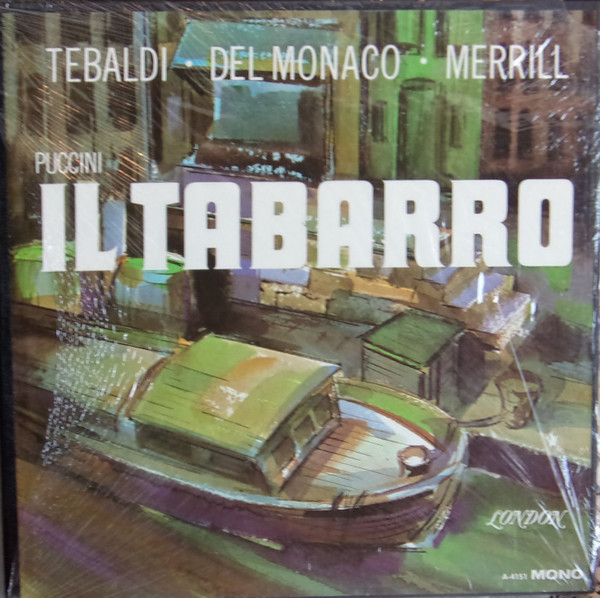 TEBALDI • DEL MONACO • MERRILL
PUCCINI
IL TABARRO
LONDON
A-4151 MONO